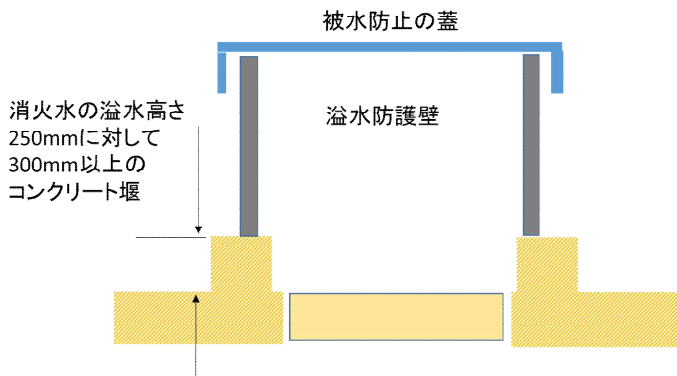 被水防止の蓋
消火水の溢水高さ
250mmに対して
300mm以上の
コンクリート堰
溢水防護壁